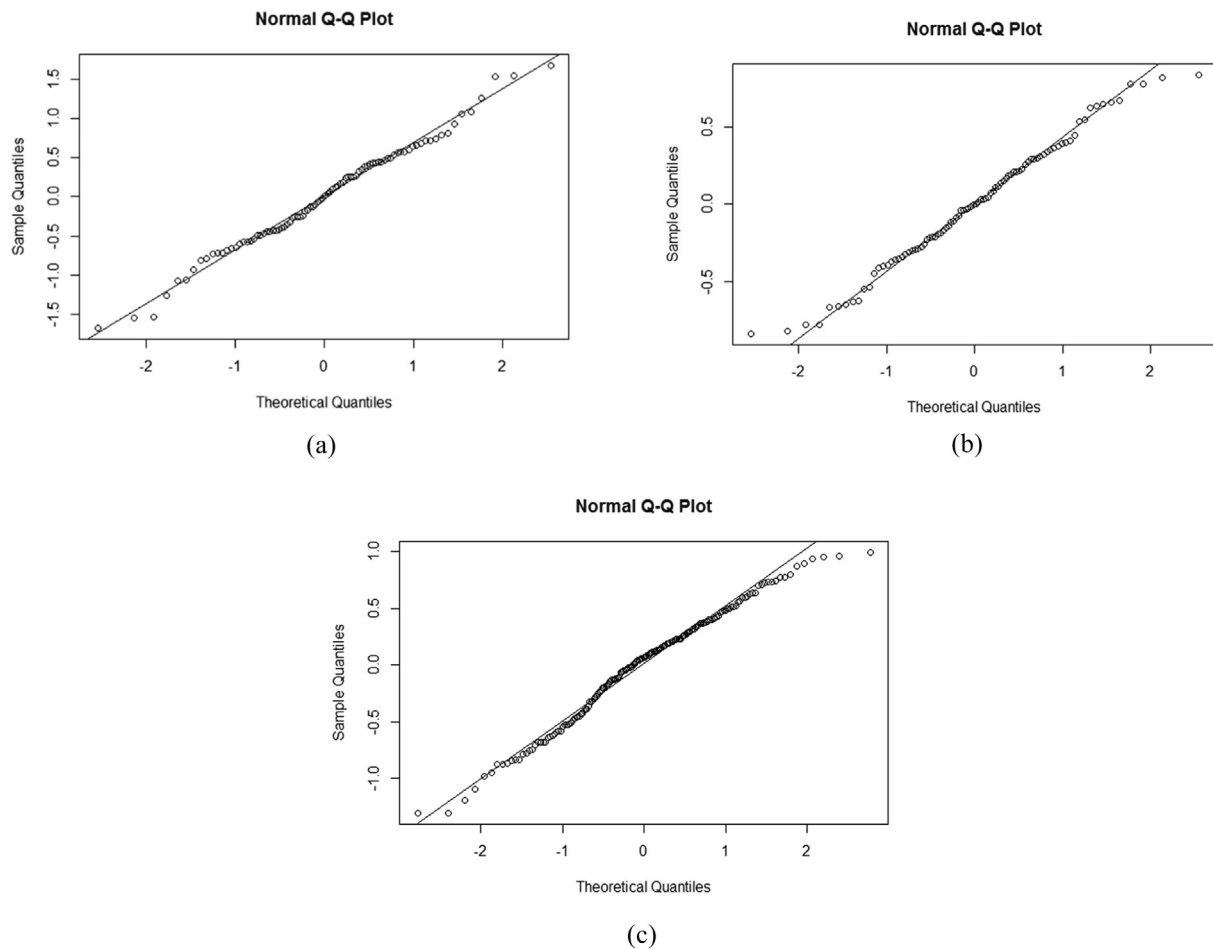 Normal Q-Q Plot
Sample Quantiles
1.5
1.0
0.5
0.0
-0.5
-1.0
-1.5
-2
-1
0
1
2
Theoretical Quantiles
(a)
Normal Q-Q Plot
Sample Quantiles
0.5
0.0
-0.5
-2
-1
0
1
2
Theoretical Quantiles
(b)
Normal Q-Q Plot
Sample Quantiles
1.0
0.5
0.0
-0.5
-1.0
-2
-1
0
1
2
Theoretical Quantiles
(c)